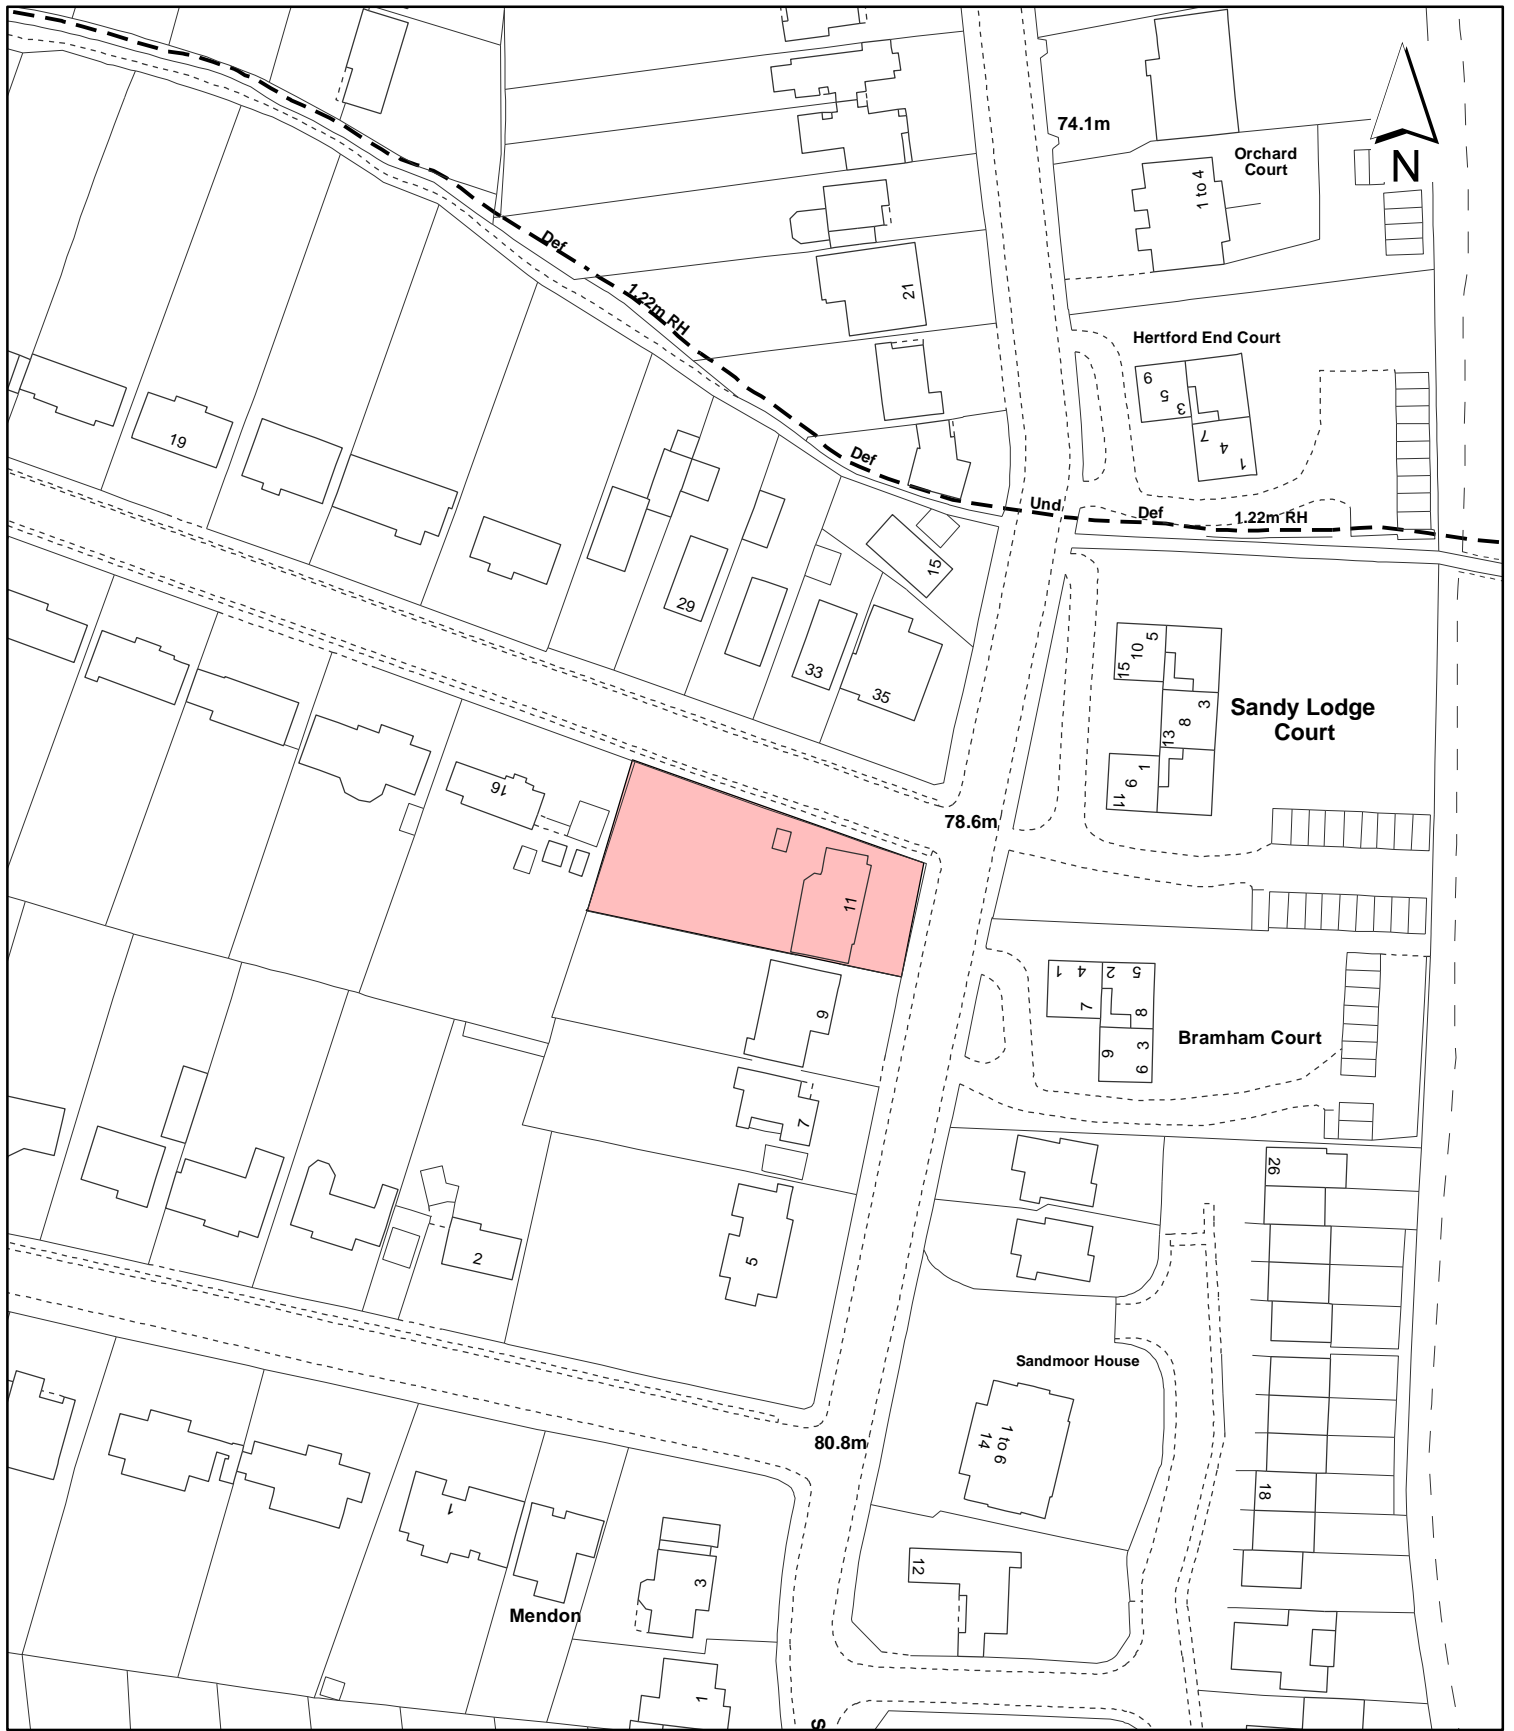 74.1m
Orchard
Court
N
1 to 4
Def
1.22m RH
21
Hertford End Court
9
5
3
7
4
1
19
Def
Und
Def
1.22m RH
15
29
33
35
5
10
15
3
8
13
1
6
11
Sandy Lodge
Court
16
78.6m
11
9
1
4
2
5
7
8
9
3
6
Bramham Court
7
26
2
5
Sandmoor House
80.8m
1 to 6
14
18
1
12
3
Mendon
1
S